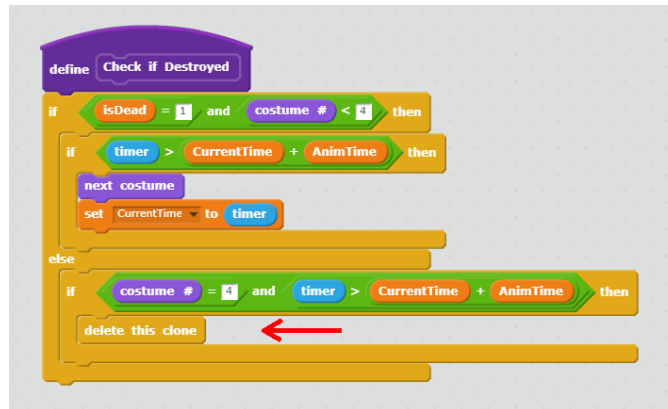 define Check if Destroyed
if isDead = 1 and costume # < 4 then
if timer > CurrentTime + AnimTime then
next costume
set CurrentTime to timer
else
if costume # = 4 and timer > CurrentTime + AnimTime then
delete this clone